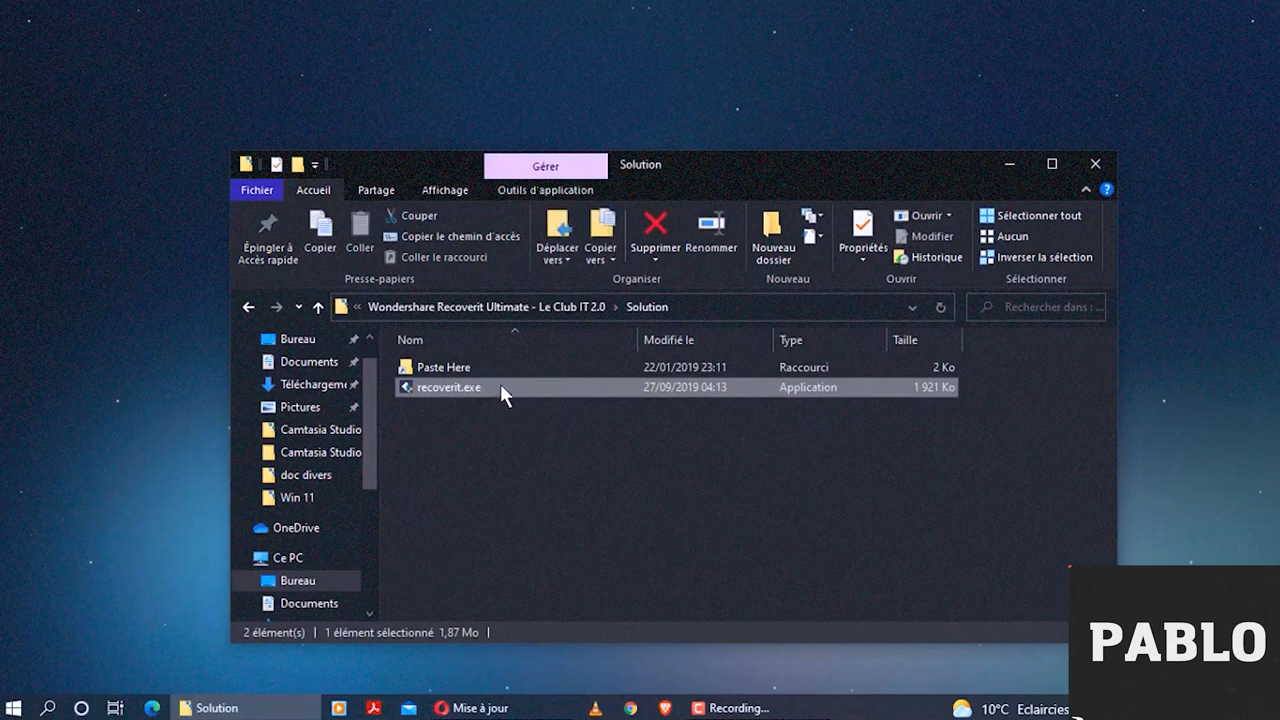 Gérer
Solution
Fichier
Accueil
Partage
Affichage
Outils d'application
Épingler à
Accès rapide
Copier
Coller
Couper
Copier le chemin d'accès
Coller le raccourci
Presse-papiers
Déplacer
vers
Copier
vers
Supprimer
Renommer
Organiser
Nouveau
dossier
Nouveau
Propriétés
Ouvrir
Modifier
Historique
Ouvrir
Sélectionner tout
Aucun
Inverser la sélection
Sélectionner
« Wondershare Recoverit Ultimate - Le Club IT 2.0 > Solution
Rechercher dans : ...
Bureau
Documents
Téléchargeme
Pictures
Camtasia Studio
Camtasia Studio
doc divers
Win 11
OneDrive
Ce PC
Bureau
Documents
Nom Modifié le Type Taille
Paste Here 22/01/2019 23:11 Raccourci 2 Ko
recoverit.exe 27/09/2019 04:13 Application 1 921 Ko
2 élément(s) 1 élément sélectionné 1,87 Mo
PABLO
Solution
Mise à jour
Recording...
10°C Eclaircies